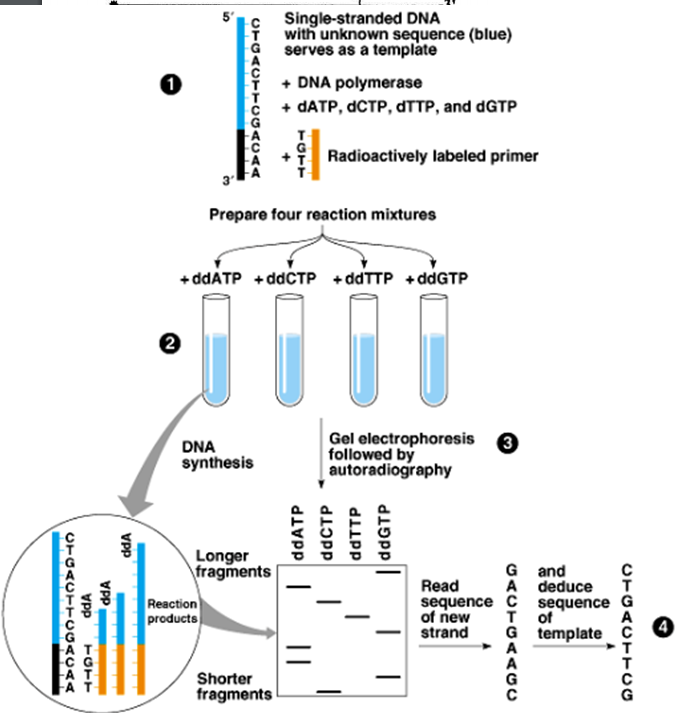 5′
C
T
G
A
C
T
T
C
G
A
C
A
A
3′
Single-stranded DNA
with unknown sequence (blue)
serves as a template
1
+ DNA polymerase
+ dATP, dCTP, dTTP, and dGTP
+
T
G
T
T
Radioactively labeled primer
Prepare four reaction mixtures
+ ddATP + ddCTP + ddTTP + ddGTP
2
DNA
synthesis
Gel electrophoresis
followed by
autoradiography
3
ddATP
ddCTP
ddTTP
ddGTP
C
T
G
A
C
T
T
C
G
A
C
A
A
T
G
T
T
ddA
ddA
ddA
Reaction
products
Longer
fragments
Shorter
fragments
Read
sequence
of new
strand
G
A
C
T
G
A
A
G
C
and
deduce
sequence
of
template
C
T
G
A
C
T
T
C
G
4